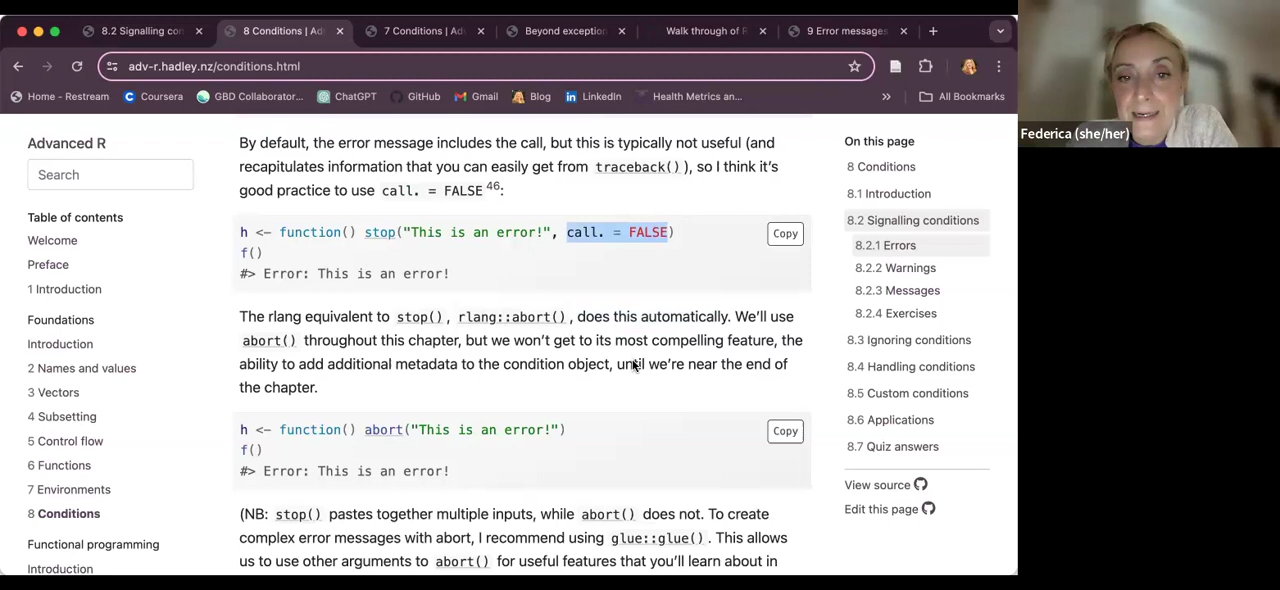 8.2 Signalling con
8 Conditions | Adv
7 Conditions | Adv
Beyond exception
Walk through of R
9 Error messages
adv-r.hadley.nz/conditions.html
Home - Restream
Coursera
GBD Collaborator...
ChatGPT
GitHub
Gmail
Blog
LinkedIn
Health Metrics an...
»
All Bookmarks
Federica (she/her)
Advanced R
Search
Table of contents
Welcome
Preface
1 Introduction
Foundations
Introduction
2 Names and values
3 Vectors
4 Subsetting
5 Control flow
6 Functions
7 Environments
8 Conditions
Functional programming
Introduction
By default, the error message includes the call, but this is typically not useful (and
recapitulates information that you can easily get from traceback()), so I think it's
good practice to use call. = FALSE 46:
h <- function() stop("This is an error!", call. = FALSE)
Copy
f()
#> Error: This is an error!
The rlang equivalent to stop(), rlang::abort(), does this automatically. We'll use
abort() throughout this chapter, but we won't get to its most compelling feature, the
ability to add additional metadata to the condition object, until we're near the end of
the chapter.
h <- function() abort("This is an error!")
Copy
f()
#> Error: This is an error!
(NB: stop() pastes together multiple inputs, while abort() does not. To create
complex error messages with abort, I recommend using glue::glue(). This allows
us to use other arguments to abort() for useful features that you'll learn about in
On this page
8 Conditions
8.1 Introduction
8.2 Signalling conditions
8.2.1 Errors
8.2.2 Warnings
8.2.3 Messages
8.2.4 Exercises
8.3 Ignoring conditions
8.4 Handling conditions
8.5 Custom conditions
8.6 Applications
8.7 Quiz answers
View source
Edit this page